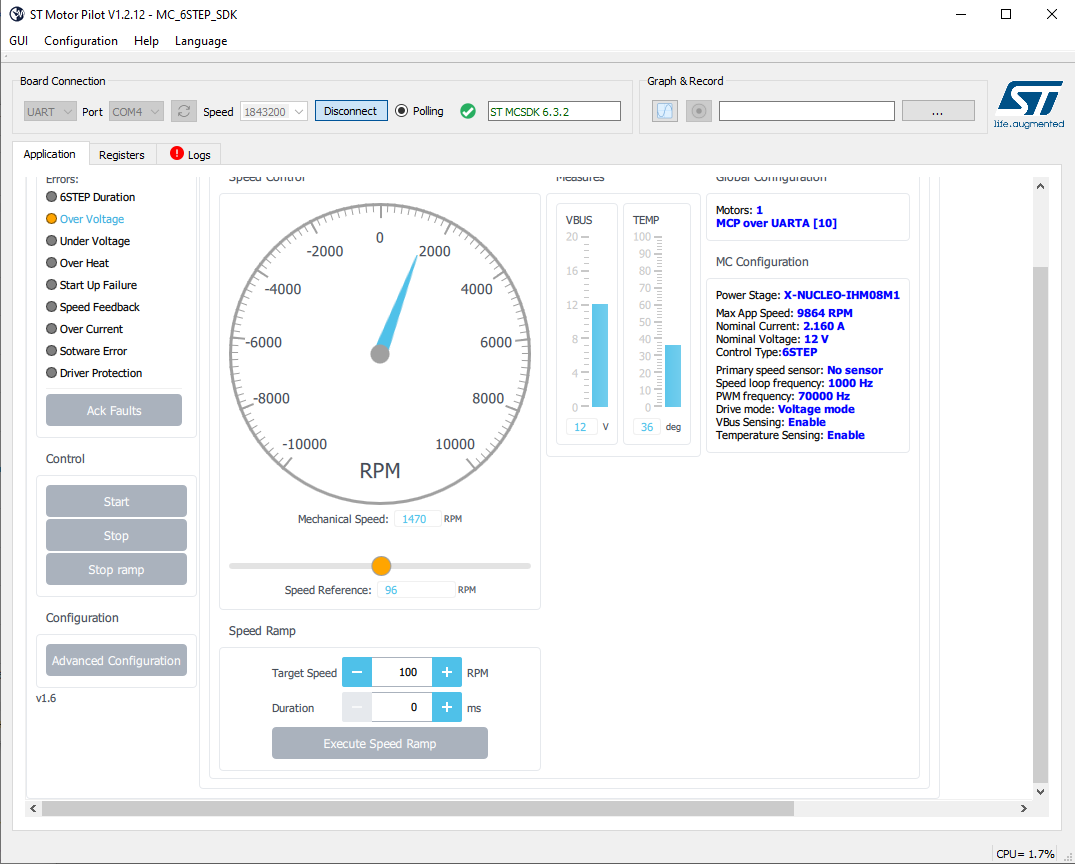 ST Motor Pilot V1.2.12 - MC_6STEP_SDK
GUI Configuration Help Language
Board Connection
UART Port COM4 Speed 1843200 Disconnect Polling ST MCSDK 6.3.2
Graph & Record
...
ST
life.augmented
Application Registers Logs
Errors:
6STEP Duration
Over Voltage
Under Voltage
Over Heat
Start Up Failure
Speed Feedback
Over Current
Sotware Error
Driver Protection
Ack Faults
Control
Start
Stop
Stop ramp
Configuration
Advanced Configuration
v1.6
Speed Control
0
-2000 2000
-4000 4000
-6000 6000
-8000 8000
-10000 10000
RPM
Mechanical Speed: 1470 RPM
Speed Reference: 96 RPM
Speed Ramp
Target Speed − 100 + RPM
Duration − 0 + ms
Execute Speed Ramp
Measures
VBUS
20
16
12
8
4
0
12 V
TEMP
100
90
80
70
60
50
40
30
20
10
0
36 deg
Global Configuration
Motors: 1
MCP over UARTA [10]
MC Configuration
Power Stage: X-NUCLEO-IHM08M1
Max App Speed: 9864 RPM
Nominal Current: 2.160 A
Nominal Voltage: 12 V
Control Type:6STEP
Primary speed sensor: No sensor
Speed loop frequency: 1000 Hz
PWM frequency: 70000 Hz
Drive mode: Voltage mode
VBus Sensing: Enable
Temperature Sensing: Enable
CPU= 1.7%